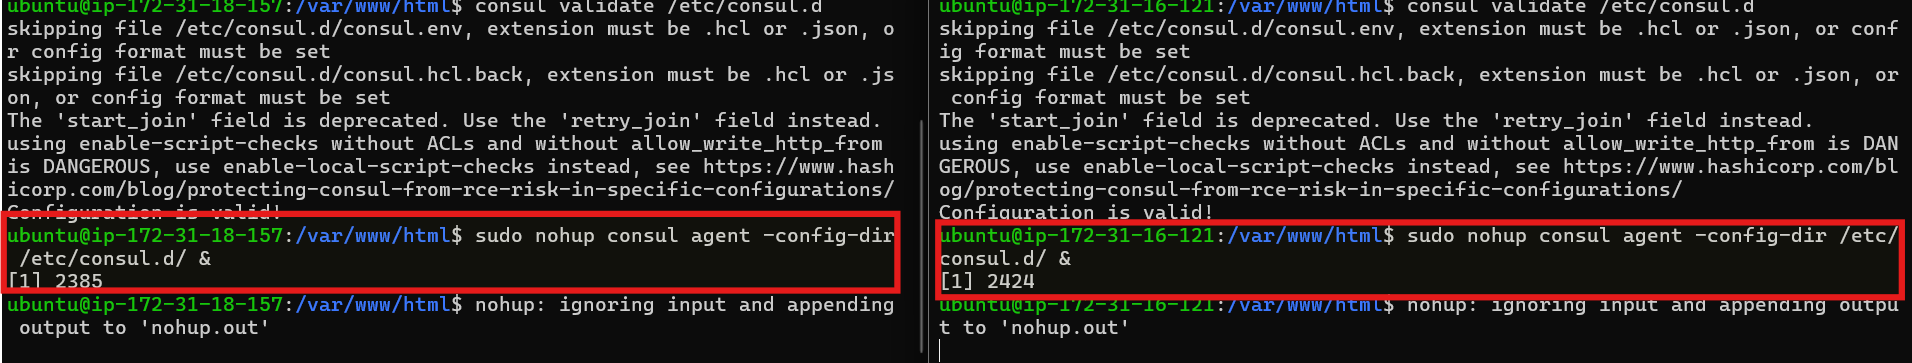 ubuntu@ip-172-31-18-157:/var/www/html$ consul validate /etc/consul.d
skipping file /etc/consul.d/consul.env, extension must be .hcl or .json, o
r config format must be set
skipping file /etc/consul.d/consul.hcl.back, extension must be .hcl or .js
on, or config format must be set
The 'start_join' field is deprecated. Use the 'retry_join' field instead.
using enable-script-checks without ACLs and without allow_write_http_from
is DANGEROUS, use enable-local-script-checks instead, see https://www.hash
icorp.com/blog/protecting-consul-from-rce-risk-in-specific-configurations/
Configuration is valid!
ubuntu@ip-172-31-18-157:/var/www/html$ sudo nohup consul agent -config-dir
/etc/consul.d/ &
[1] 2385
ubuntu@ip-172-31-18-157:/var/www/html$ nohup: ignoring input and appending
output to 'nohup.out'
ubuntu@ip-172-31-16-121:/var/www/html$ consul validate /etc/consul.d
skipping file /etc/consul.d/consul.env, extension must be .hcl or .json, or conf
ig format must be set
skipping file /etc/consul.d/consul.hcl.back, extension must be .hcl or .json, or
config format must be set
The 'start_join' field is deprecated. Use the 'retry_join' field instead.
using enable-script-checks without ACLs and without allow_write_http_from is DAN
GEROUS, use enable-local-script-checks instead, see https://www.hashicorp.com/bl
og/protecting-consul-from-rce-risk-in-specific-configurations/
Configuration is valid!
ubuntu@ip-172-31-16-121:/var/www/html$ sudo nohup consul agent -config-dir /etc/
consul.d/ &
[1] 2424
ubuntu@ip-172-31-16-121:/var/www/html$ nohup: ignoring input and appending outpu
t to 'nohup.out'